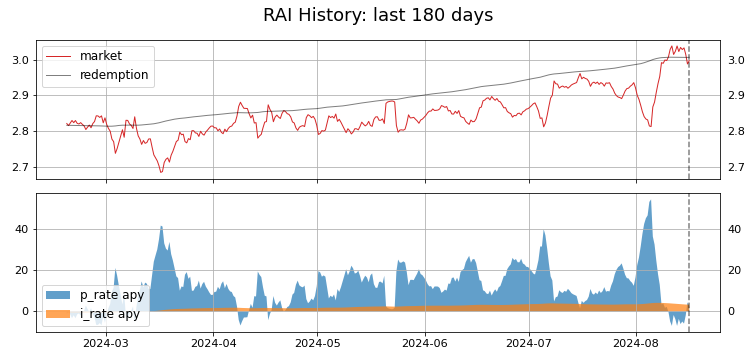 RAI History: last 180 days
market
redemption
3.0
2.9
2.8
2.7
3.0
2.9
2.8
2.7
40
20
0
40
20
0
p_rate apy
i_rate apy
2024-03 2024-04 2024-05 2024-06 2024-07 2024-08